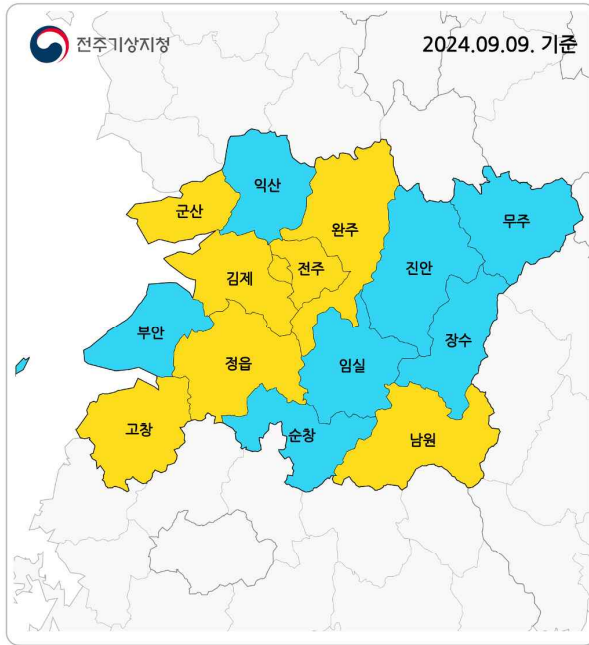 전주기상지청
2024.09.09. 기준
익산
군산
완주
무주
전주
진안
김제
부안
장수
정읍
임실
고창
순창
남원